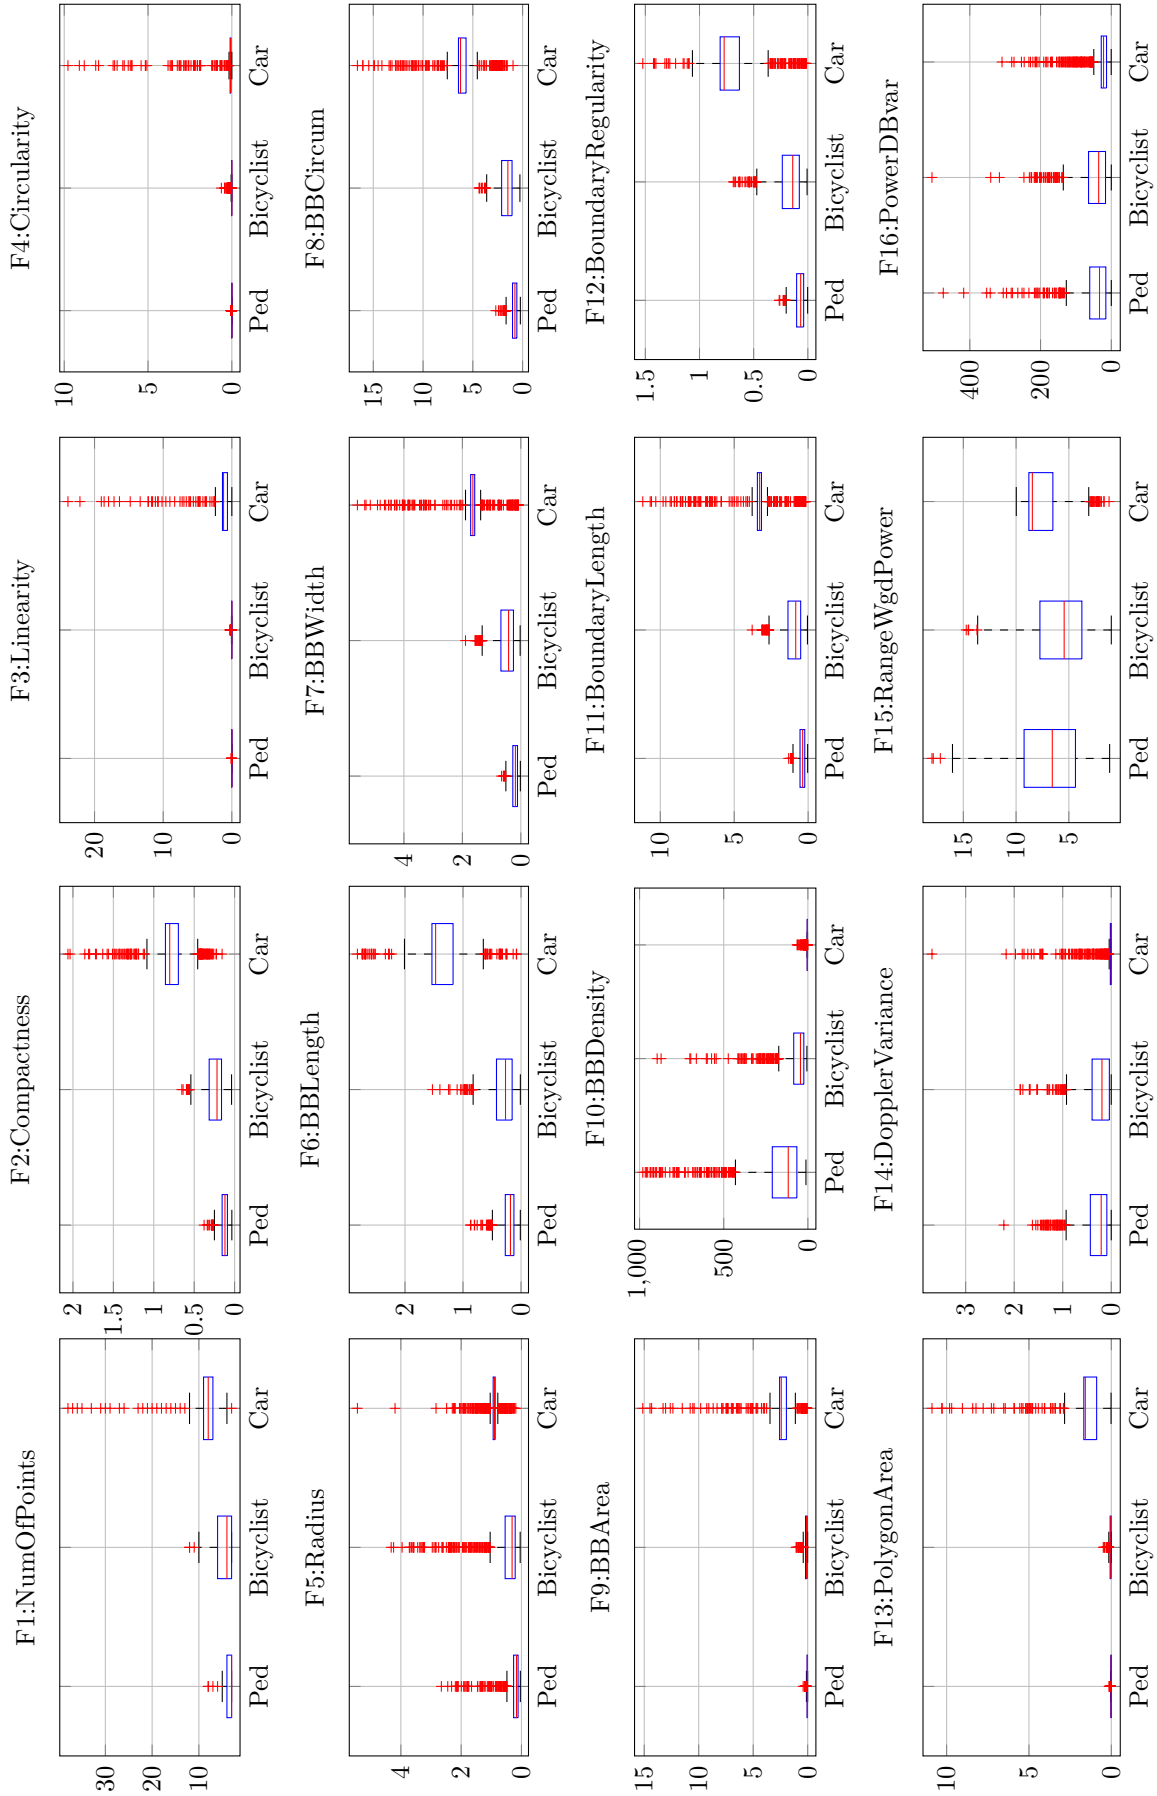 F1:NumOfPoints
30
20
10
Ped
Bicyclist
Car
F2:Compactness
2
1.5
1
0.5
0
Ped
Bicyclist
Car
F3:Linearity
20
10
0
Ped
Bicyclist
Car
F4:Circularity
10
5
0
Ped
Bicyclist
Car
F5:Radius
4
2
0
Ped
Bicyclist
Car
F6:BBLength
2
1
0
Ped
Bicyclist
Car
F7:BBWidth
4
2
0
Ped
Bicyclist
Car
F8:BBCircum
15
10
5
0
Ped
Bicyclist
Car
F9:BBArea
15
10
5
0
Ped
Bicyclist
Car
F10:BBDensity
1,000
500
0
Ped
Bicyclist
Car
F11:BoundaryLength
10
5
0
Ped
Bicyclist
Car
F12:BoundaryRegularity
1.5
1
0.5
0
Ped
Bicyclist
Car
F13:PolygonArea
10
5
0
Ped
Bicyclist
Car
F14:DopplerVariance
3
2
1
0
Ped
Bicyclist
Car
F15:RangeWgdPower
15
10
5
Ped
Bicyclist
Car
F16:PowerDBvar
400
200
0
Ped
Bicyclist
Car